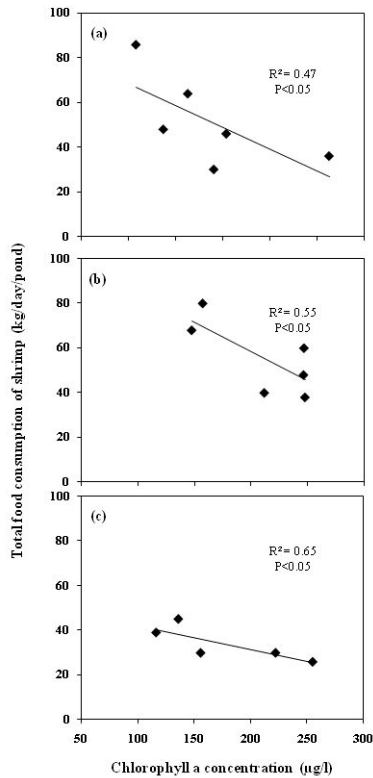 Total food consumption of shrimp (kg/day/pond)
(a)
R² = 0.47
P<0.05
100
80
60
40
20
0
(b)
R² = 0.55
P<0.05
100
80
60
40
20
0
(c)
R² = 0.65
P<0.05
100
80
60
40
20
0
50 100 150 200 250 300
Chlorophyll a concentration (µg/l)